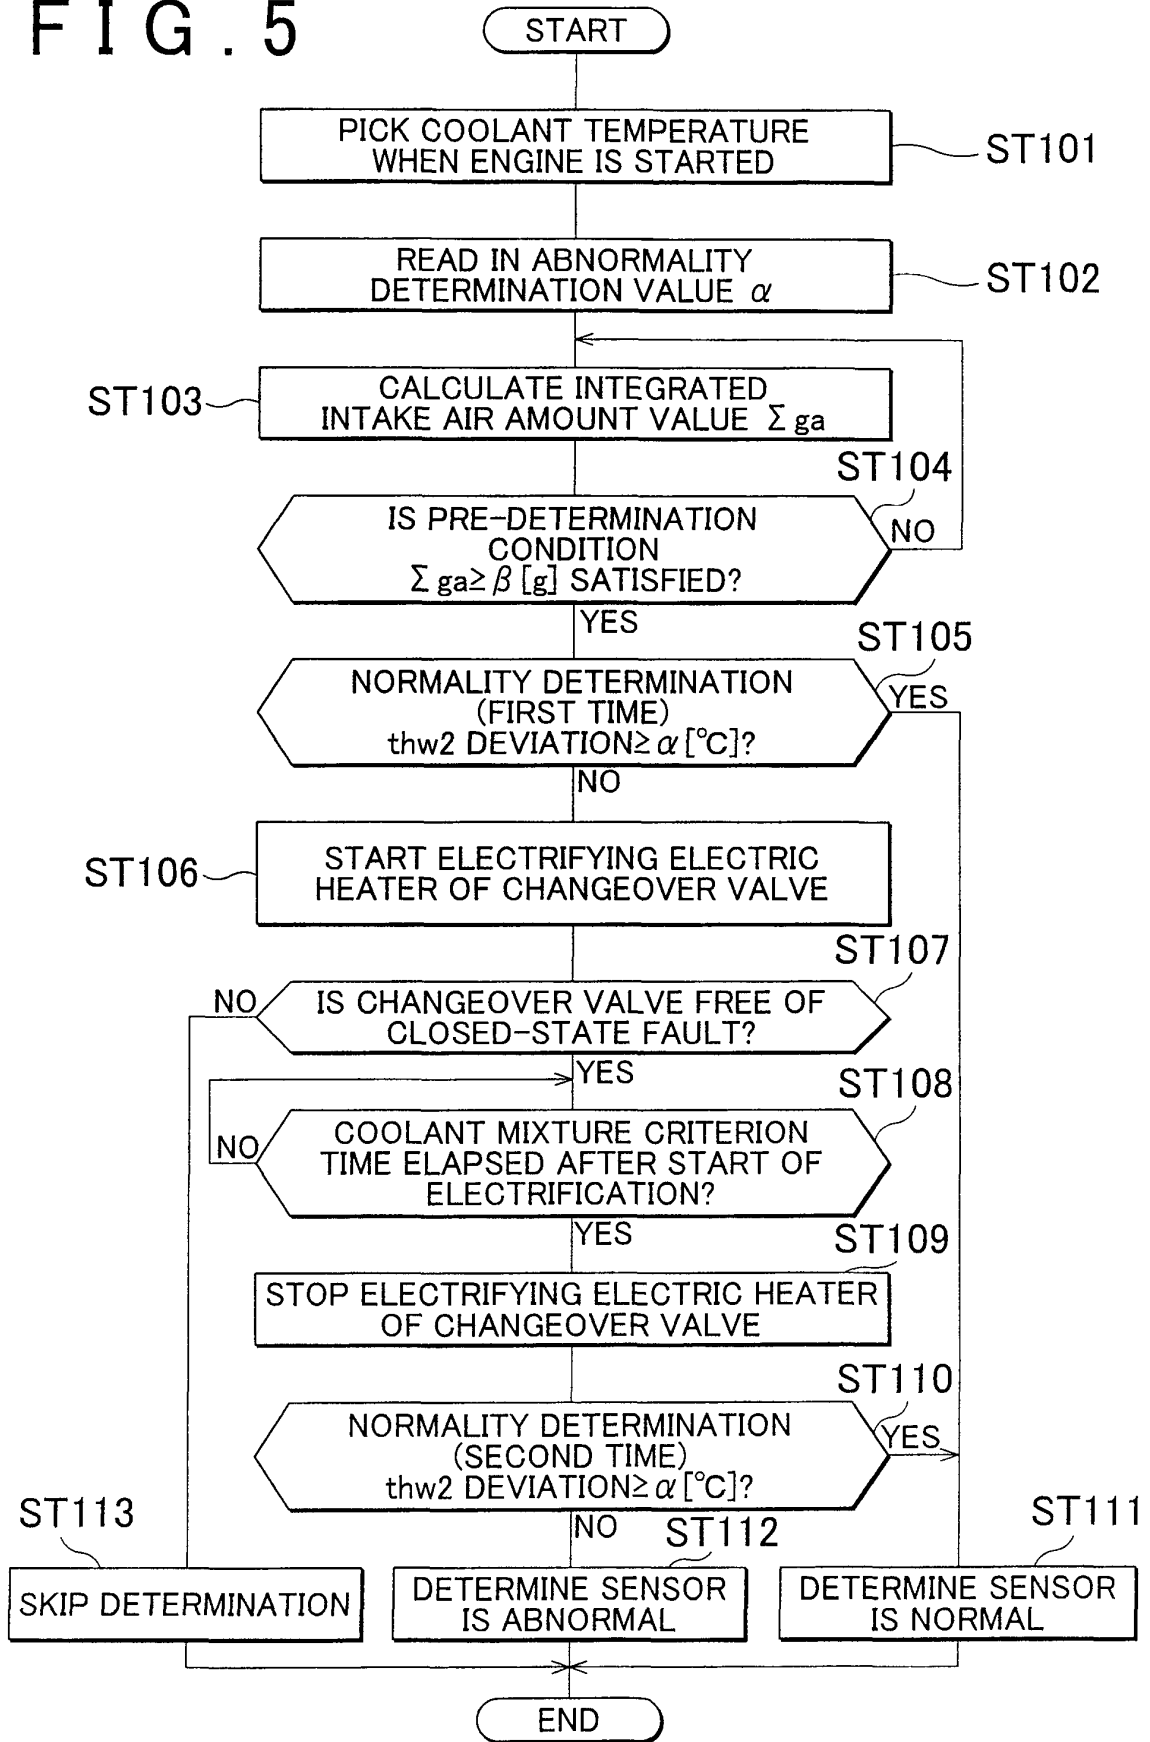 FIG.5
START
PICK COOLANT TEMPERATURE
WHEN ENGINE IS STARTED
ST101
READ IN ABNORMALITY
DETERMINATION VALUE α
ST102
ST103
CALCULATE INTEGRATED
INTAKE AIR AMOUNT VALUE Σga
ST104
IS PRE-DETERMINATION
CONDITION
Σga≥β[g] SATISFIED?
NO
YES
ST105
NORMALITY DETERMINATION
(FIRST TIME)
thw2 DEVIATION≥α[℃]?
YES
NO
ST106
START ELECTRIFYING ELECTRIC
HEATER OF CHANGEOVER VALVE
ST107
NO
IS CHANGEOVER VALVE FREE OF
CLOSED-STATE FAULT?
YES
ST108
NO
COOLANT MIXTURE CRITERION
TIME ELAPSED AFTER START OF
ELECTRIFICATION?
YES
ST109
STOP ELECTRIFYING ELECTRIC HEATER
OF CHANGEOVER VALVE
ST110
NORMALITY DETERMINATION
(SECOND TIME)
thw2 DEVIATION≥α[℃]?
YES
NO
ST113
SKIP DETERMINATION
ST112
DETERMINE SENSOR
IS ABNORMAL
ST111
DETERMINE SENSOR
IS NORMAL
END